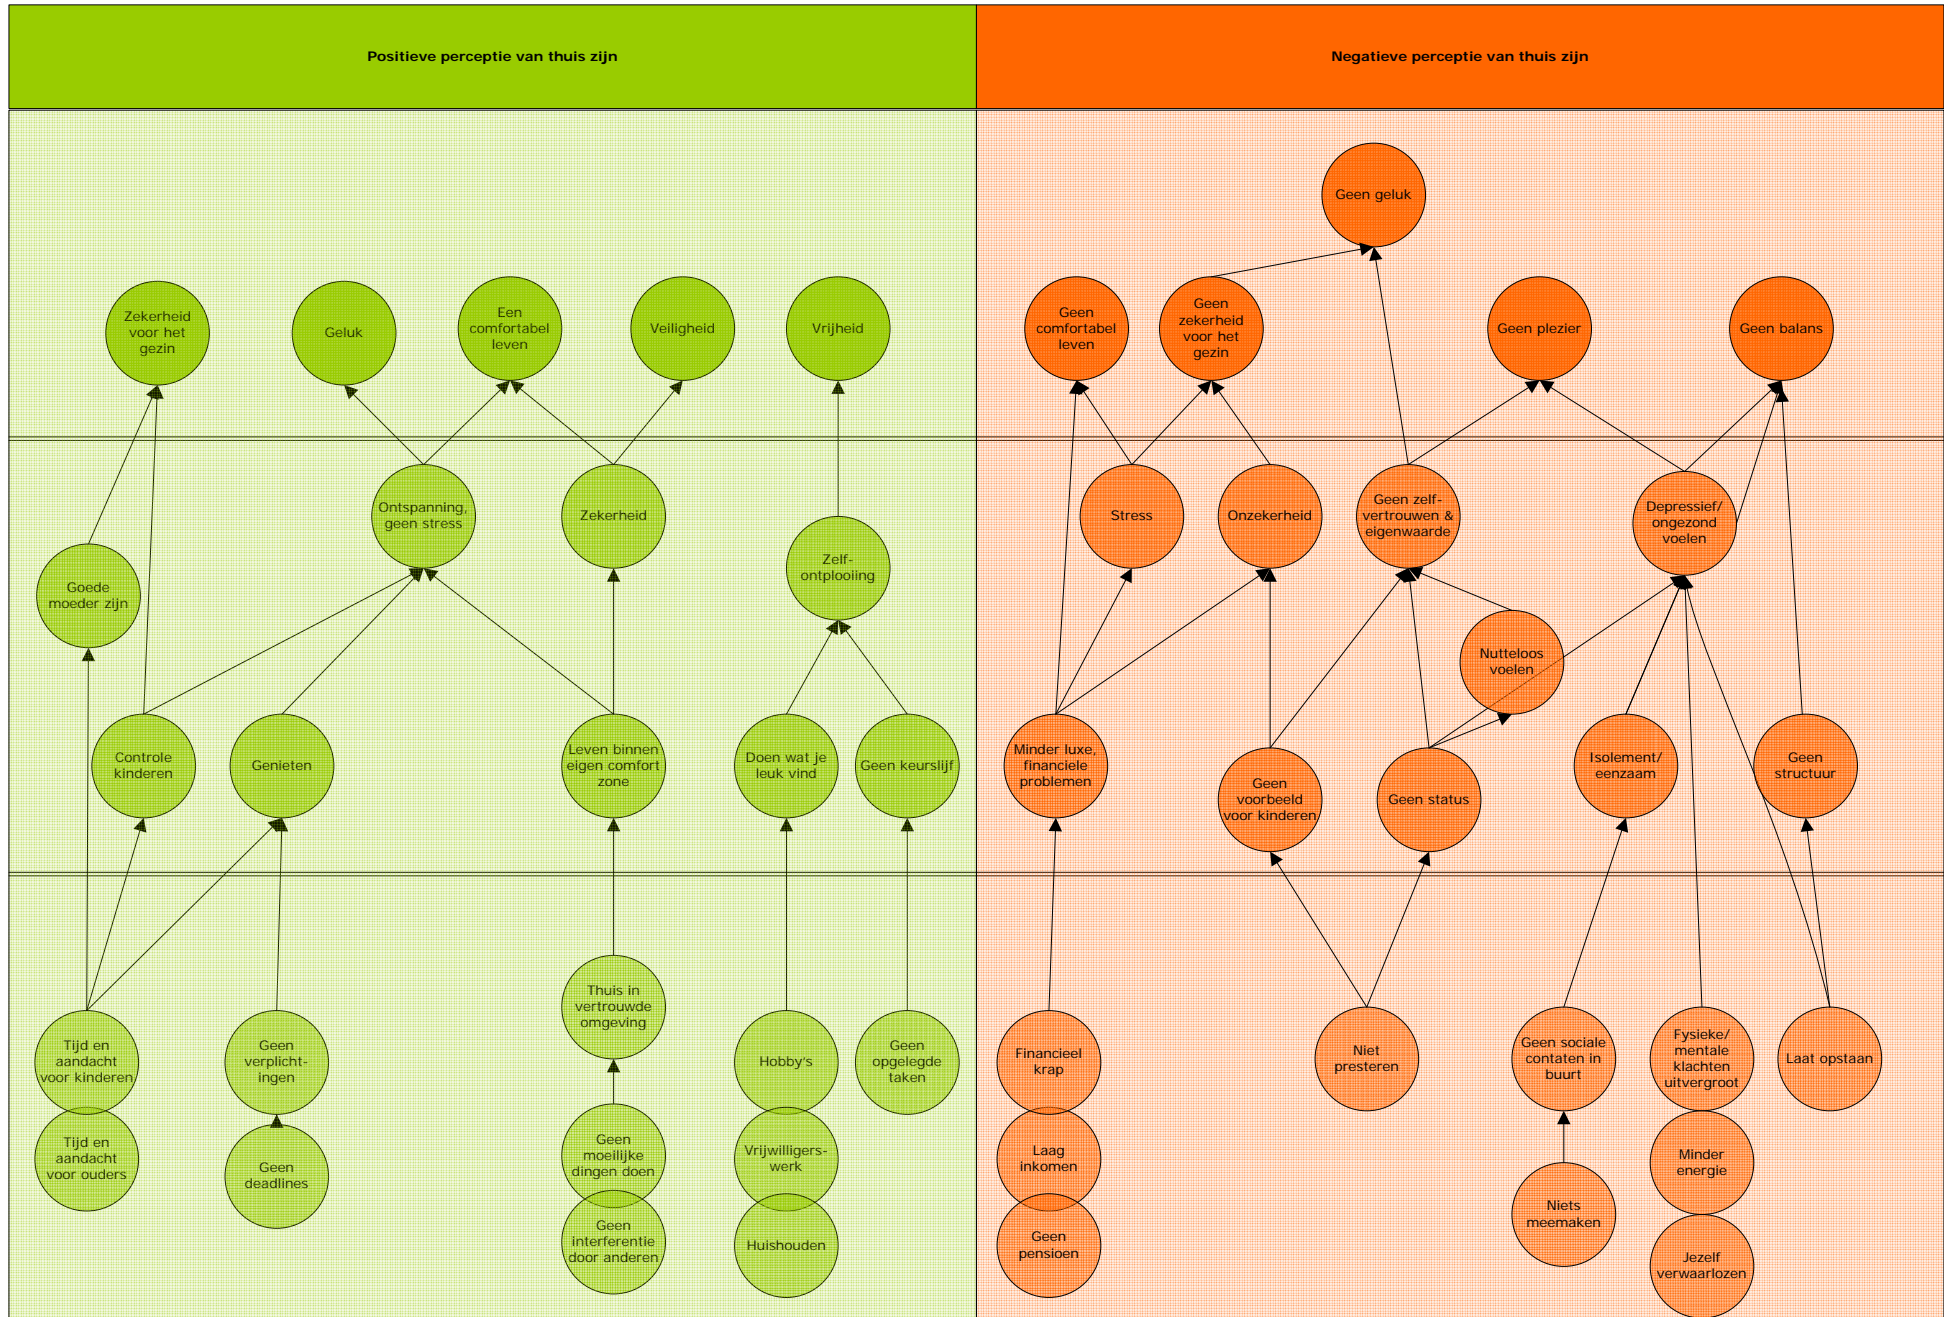 Positieve perceptie van thuis zijn
Negatieve perceptie van thuis zijn
Geen geluk
Zekerheid
voor het
gezin
Geluk
Een
comfortabel
leven
Veiligheid
Vrijheid
Geen
comfortabel
leven
Geen
zekerheid
voor het
gezin
Geen plezier
Geen balans
Ontspanning,
geen stress
Zekerheid
Zelf-
ontplooiing
Goede
moeder zijn
Stress
Onzekerheid
Geen zelf-
vertrouwen &
eigenwaarde
Depressief/
ongezond
voelen
Nutteloos
voelen
Controle
kinderen
Genieten
Leven binnen
eigen comfort
zone
Doen wat je
leuk vind
Geen keurslijf
Minder luxe,
financiele
problemen
Geen
voorbeeld
voor kinderen
Geen status
Isolement/
eenzaam
Geen
structuur
Thuis in
vertrouwde
omgeving
Tijd en
aandacht
voor kinderen
Geen
verplicht-
ingen
Hobby's
Geen
opgelegde
taken
Financieel
krap
Niet
presteren
Geen sociale
contaten in
buurt
Fysieke/
mentale
klachten
uitvergroot
Laat opstaan
Tijd en
aandacht
voor ouders
Geen
deadlines
Geen
moeilijke
dingen doen
Vrijwilligers-
werk
Laag
inkomen
Minder
energie
Niets
meemaken
Geen
interferentie
door anderen
Huishouden
Geen
pensioen
Jezelf
verwaarlozen